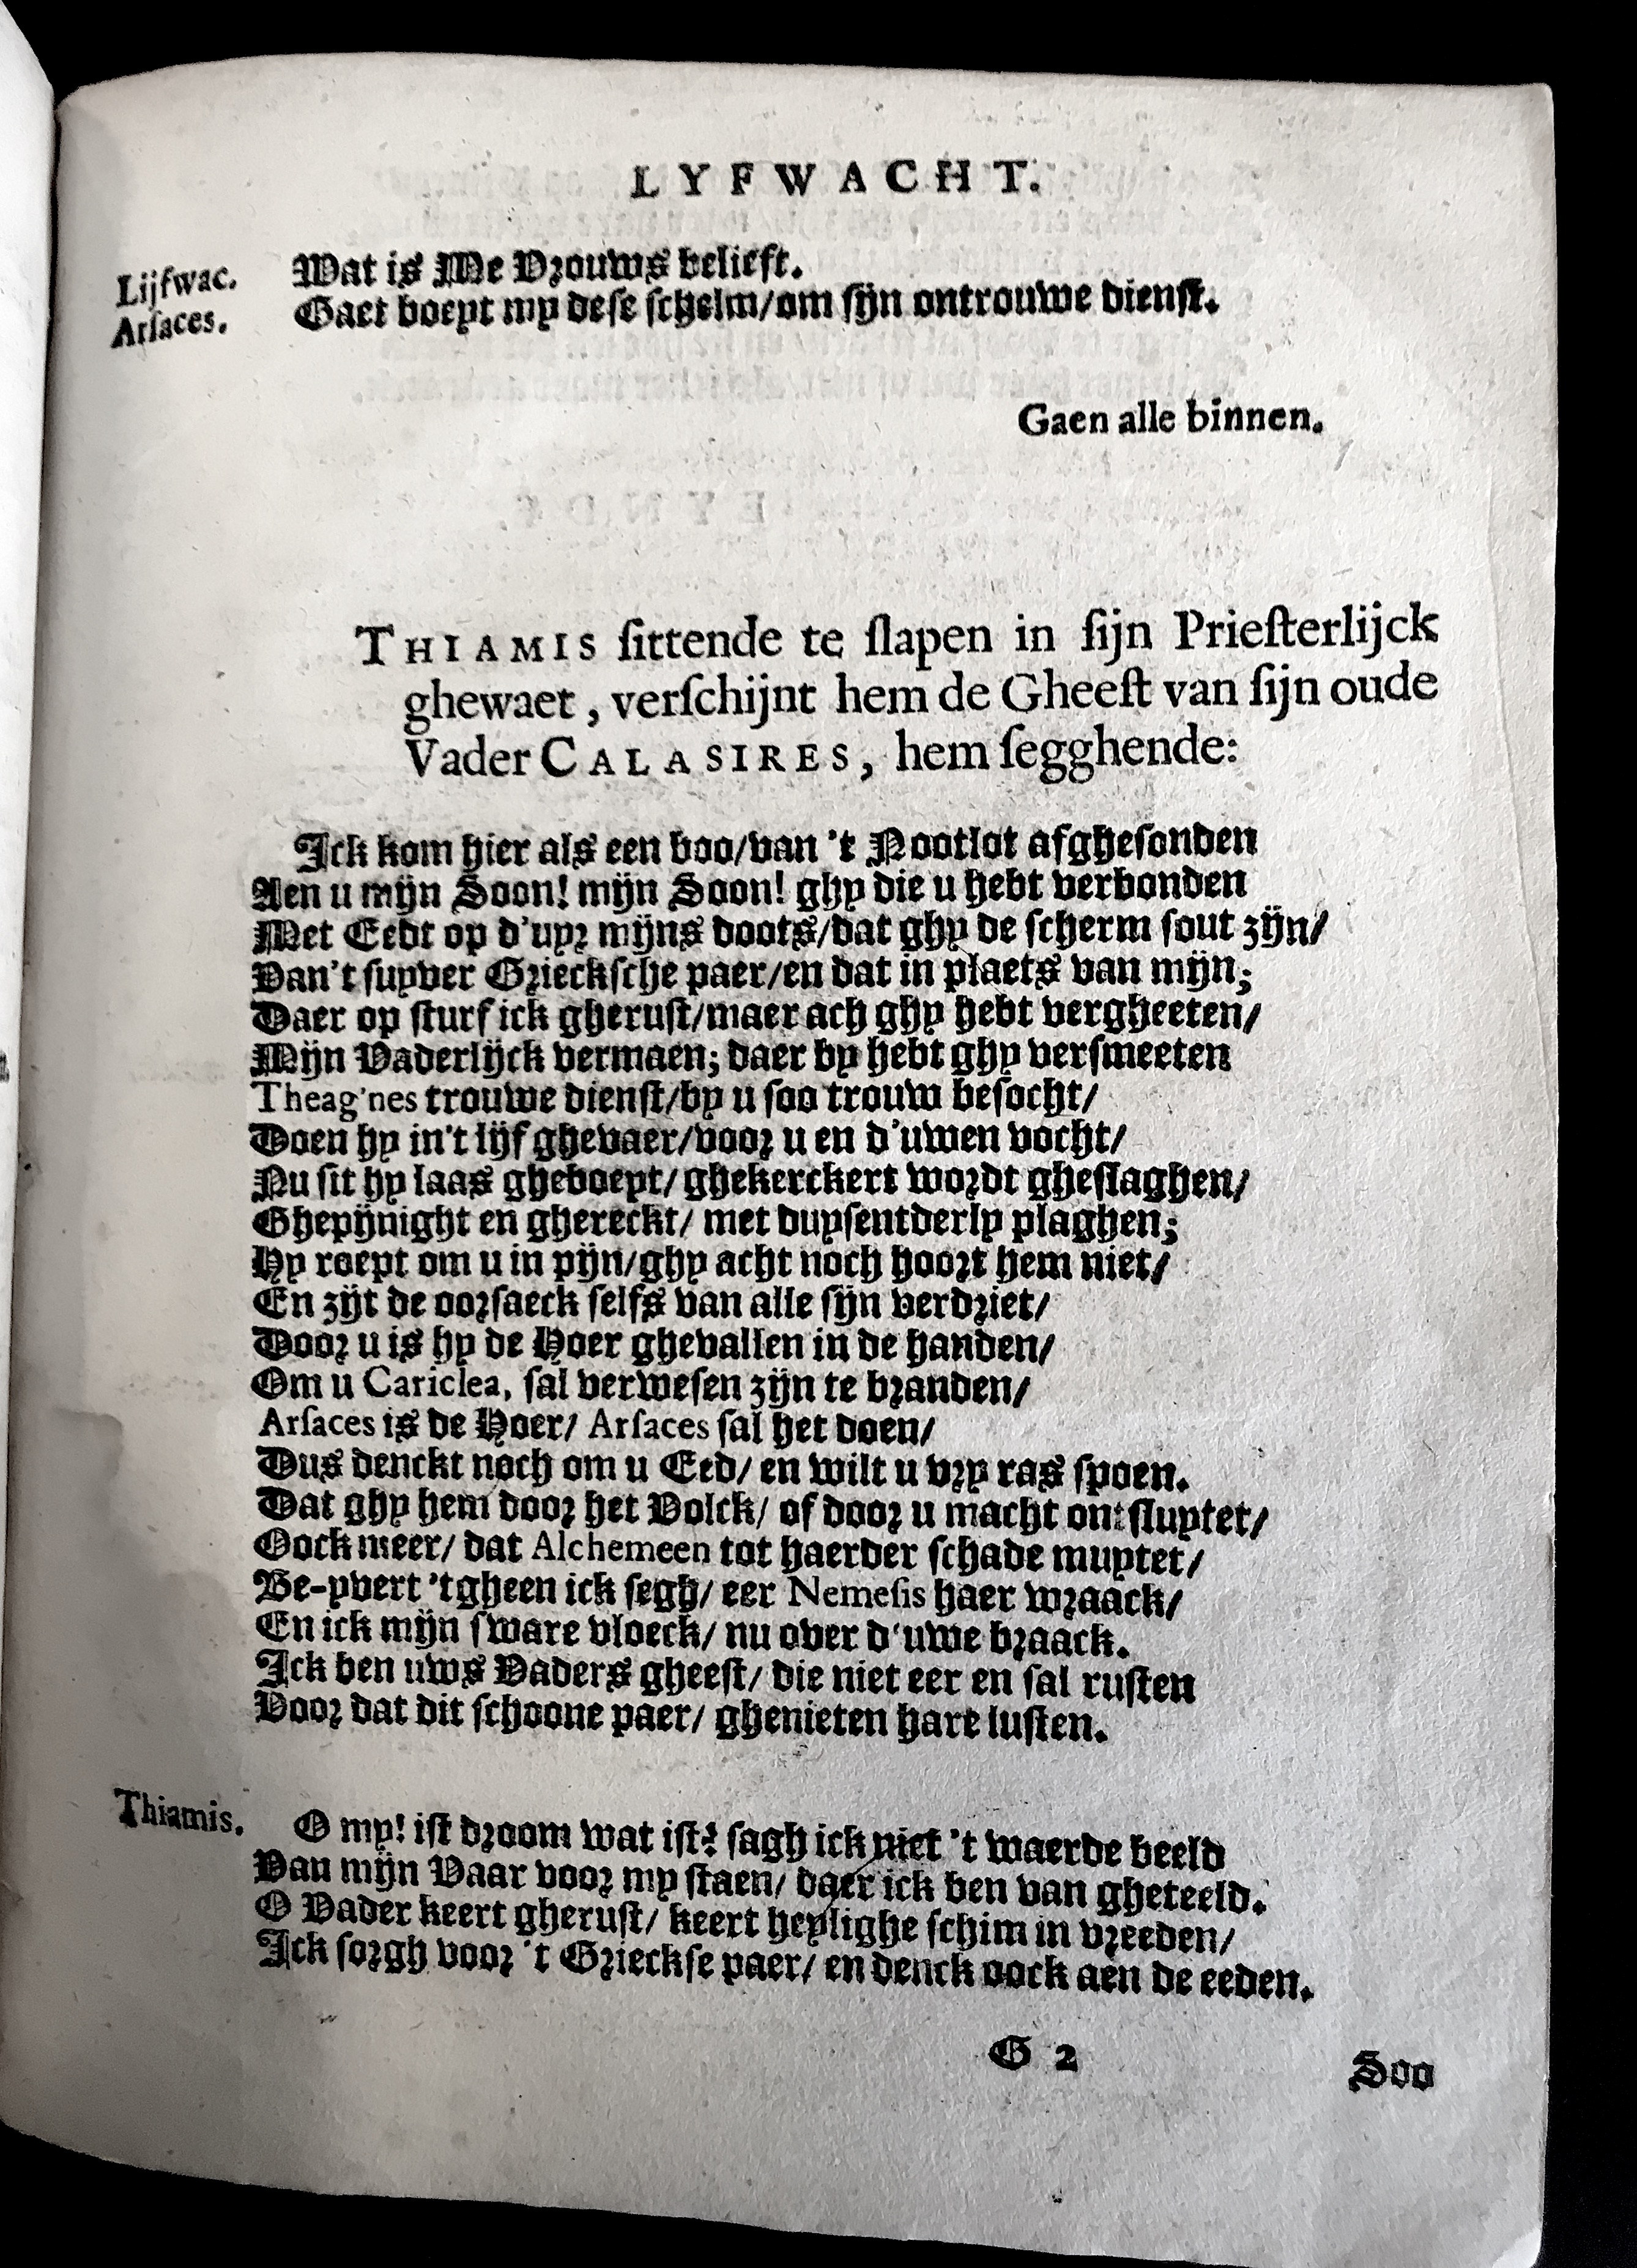 LYFWACHT.
Lijfwac. Wat is Me Vrouws belieft.
Arſaces. Gaet boeyt my deſe ſchelm/om ſijn ontrouwe dienſt.
Gaen alle binnen.
THIAMIS ſittende te ſlapen in ſijn Prieſterlijck
ghewaet, verſchijnt hem de Gheeſt van ſijn oude
Vader CALASIRES, hem ſegghende:
Ick kom hier als een boo/van 't Nootlot afgheſonden
Aen u mijn Soon! mijn Soon! ghy die u hebt verbonden
Met Eedt op d'uyr mijns doots/dat ghy de ſcherm ſout zijn/
Van't ſuyver Grieckſche paer/en dat in plaets van mijn;
Daer op ſturf ick gheruſt/maer ach ghy hebt vergheeten/
Mijn Vaderlijck vermaen; daer by hebt ghy verſmeeten
Theag'nes trouwe dienſt/by u ſoo trouw beſocht/
Doen hy in't lijf ghevaer/voor u en d'uwen vocht/
Nu ſit hy laas gheboeyt/ ghekerckert wordt gheſlaghen/
Ghepijnight en ghereckt/ met duyſentderly plaghen;
Hy roept om u in pijn/ghy acht noch hoort hem niet/
En zijt de oorſaeck ſelfs van alle ſijn verdriet/
Door u is hy de Hoer ghevallen in de handen/
Om u Cariclea, ſal verweſen zijn te branden/
Arſaces is de Hoer/ Arſaces ſal het doen/
Dus denckt noch om u Eed/ en wilt u vry ras ſpoen.
Dat ghy hem door het Volck/ of door u macht ontſluytet/
Oock meer/ dat Alchemeen tot haerder ſchade muytet/
Be-yvert 'tgheen ick ſegh/ eer Nemeſis haer wraack/
En ick mijn ſware vloeck/ nu over d'uwe braack.
Ick ben uws Vaders gheeſt/ die niet eer en ſal ruſten
Voor dat dit ſchoone paer/ ghenieten hare luſten.
Thiamis. O my! iſt droom wat iſt? ſagh ick niet 't waerde beeld
Van mijn Vaar voor my ſtaen/ daer ick ben van gheteeld.
O Vader keert gheruſt/ keert heylighe ſchim in vreeden/
Ick ſorgh voor 't Grieckſe paer/ en denck oock aen de eeden.
G 2
Soo